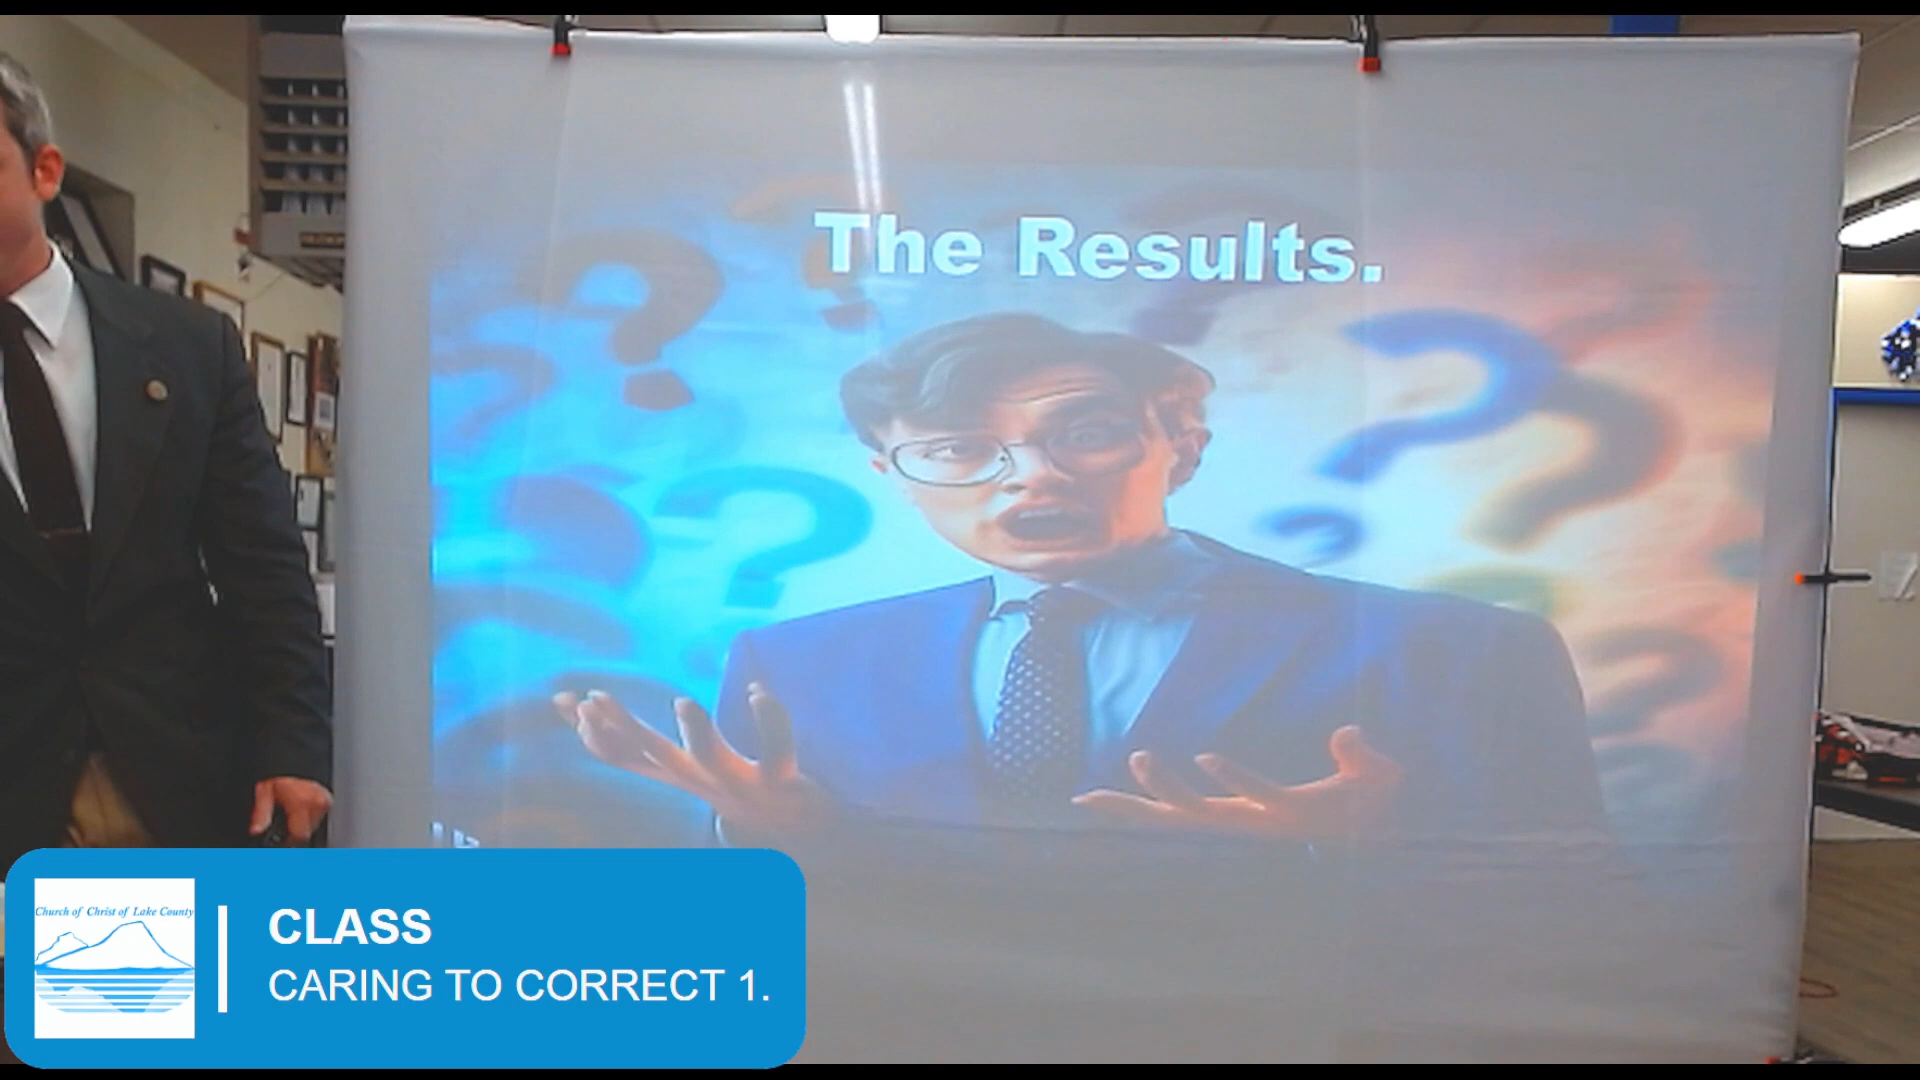 The Results.
Church of Christ of Lake County
CLASS
CARING TO CORRECT 1.